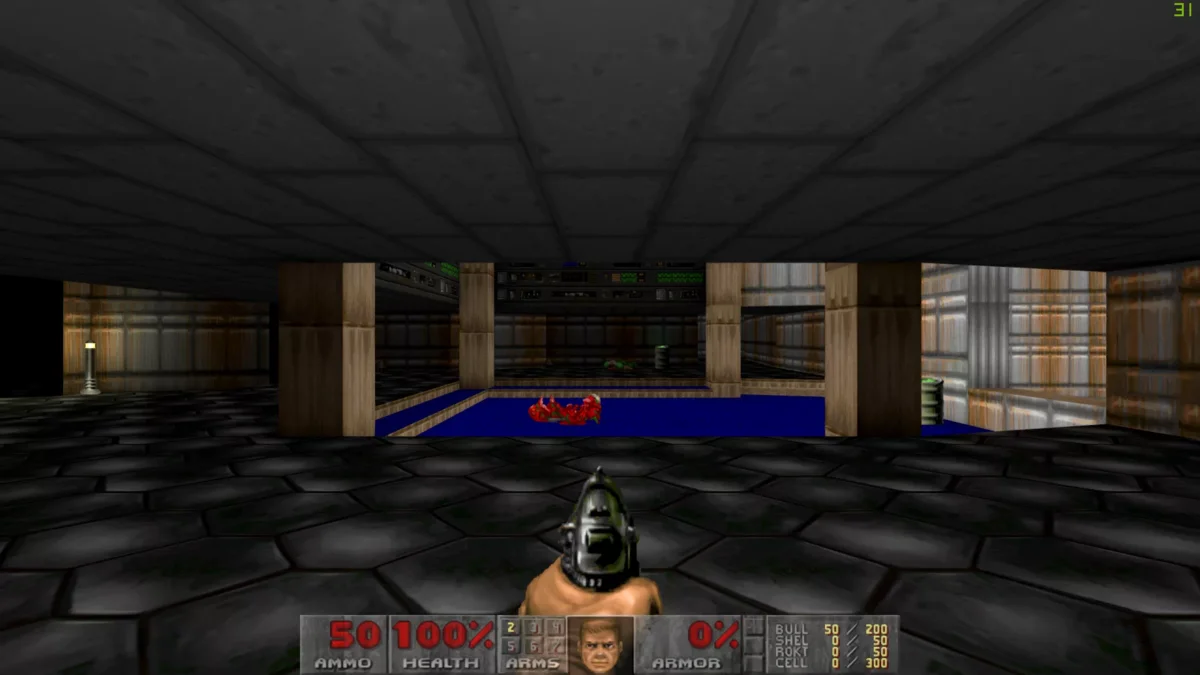 31
50 100% 2 3 4 0% BULL 50 / 200
5 6 7 SHEL 0 / 50
ROKT 0 / 50
AMMO HEALTH ARMS ARMOR CELL 0 / 300